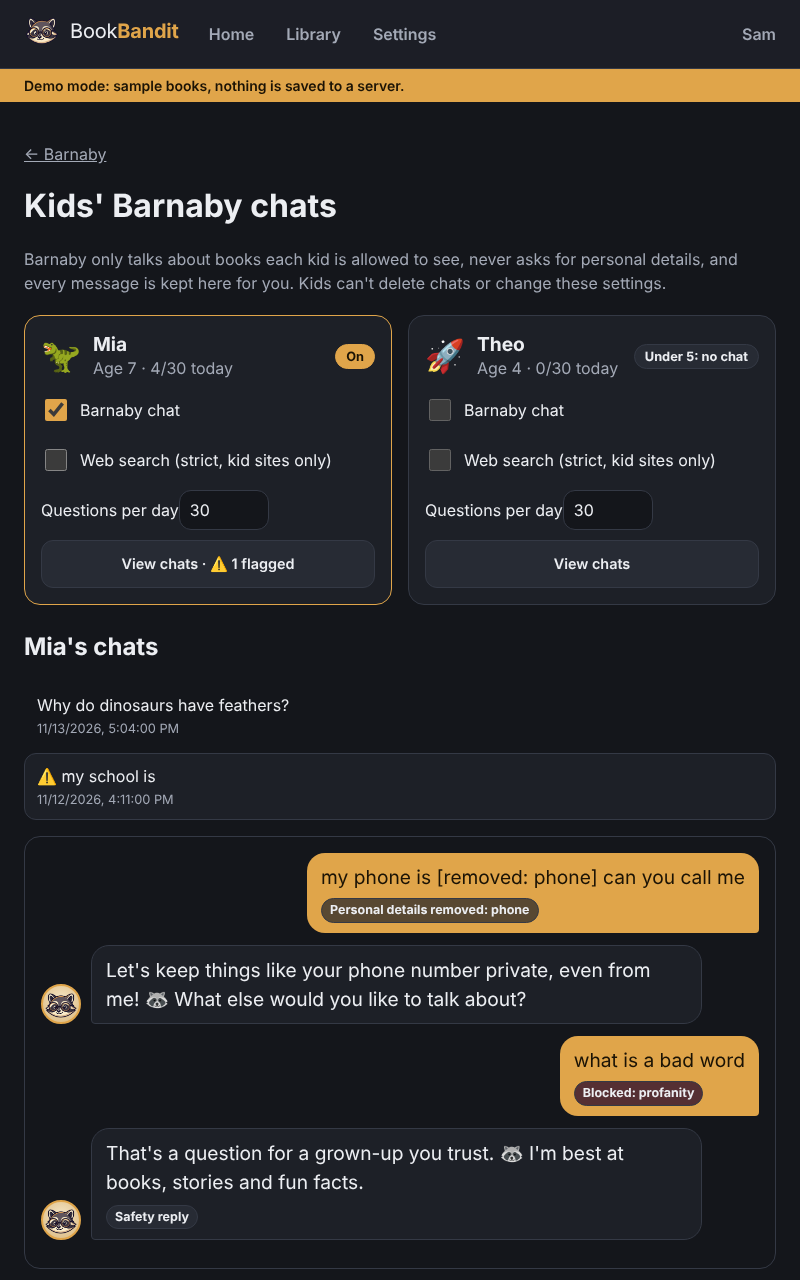 BookBandit Home Library Settings Sam
Demo mode: sample books, nothing is saved to a server.
← Barnaby
Kids' Barnaby chats
Barnaby only talks about books each kid is allowed to see, never asks for personal details, and
every message is kept here for you. Kids can't delete chats or change these settings.
Mia
Age 7 · 4/30 today
On
Barnaby chat
Web search (strict, kid sites only)
Questions per day 30
View chats · ⚠️ 1 flagged
Theo
Age 4 · 0/30 today
Under 5: no chat
Barnaby chat
Web search (strict, kid sites only)
Questions per day 30
View chats
Mia's chats
Why do dinosaurs have feathers?
11/13/2026, 5:04:00 PM
⚠️ my school is
11/12/2026, 4:11:00 PM
my phone is [removed: phone] can you call me
Personal details removed: phone
Let's keep things like your phone number private, even from
me! 🦝 What else would you like to talk about?
what is a bad word
Blocked: profanity
That's a question for a grown-up you trust. 🦝 I'm best at
books, stories and fun facts.
Safety reply